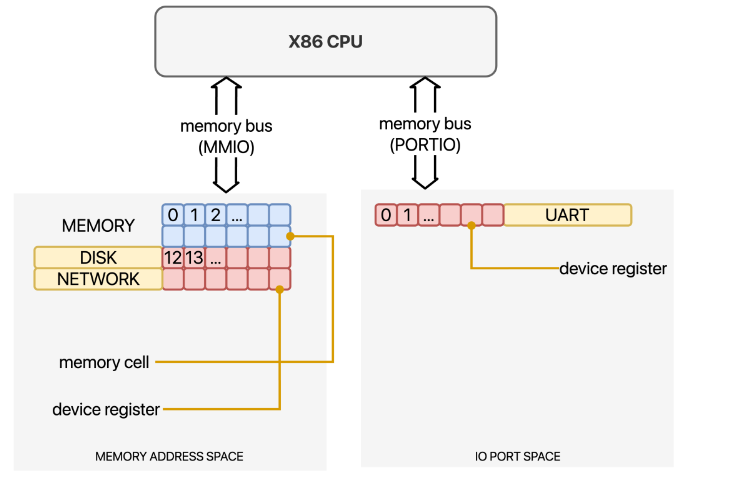 X86 CPU
memory bus
(MMIO)
memory bus
(PORTIO)
MEMORY
0 1 2 ...
DISK
12 13 ...
NETWORK
memory cell
device register
MEMORY ADDRESS SPACE
0 1 ...
UART
device register
IO PORT SPACE